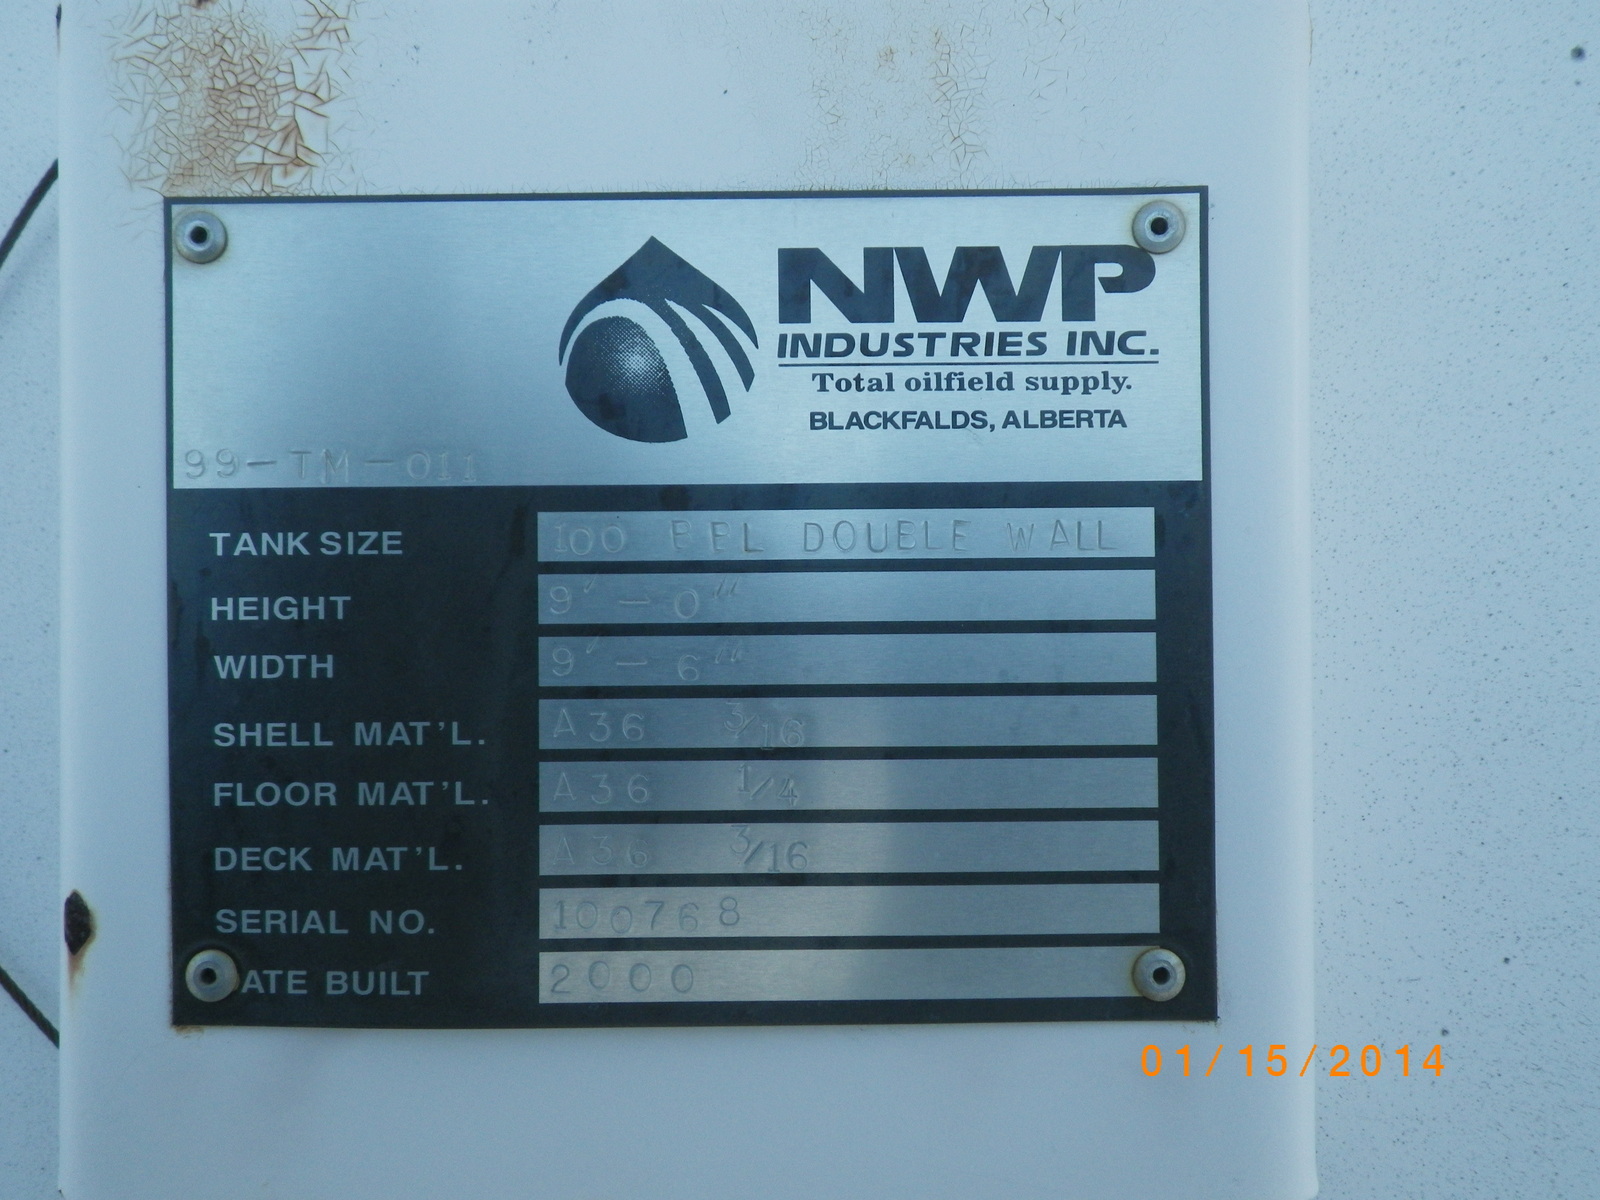 NWP
INDUSTRIES INC.
Total oilfield supply.
BLACKFALDS, ALBERTA
99-TM-011
TANK SIZE 100 BBL DOUBLE WALL
HEIGHT 9'-0"
WIDTH 9'-6"
SHELL MAT'L. A36 3/16
FLOOR MAT'L. A36 1/4
DECK MAT'L. A36 3/16
SERIAL NO. 100768
ATE BUILT 2000
01/15/2014